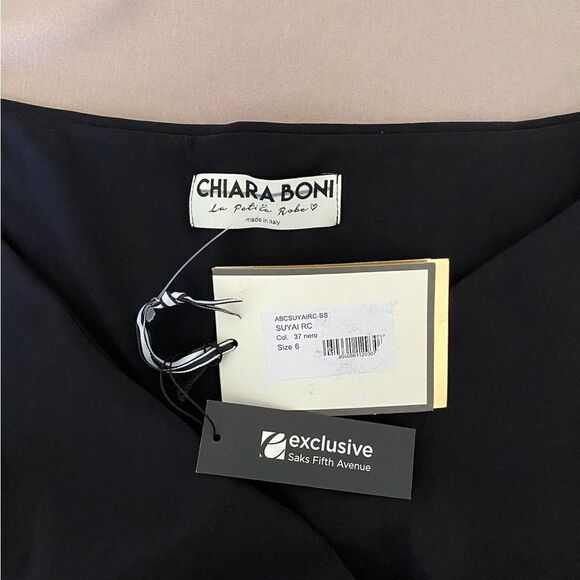 CHIARA BONI
La Petite Robe
made in Italy
ABCSUYAIRC-BS
SUYAI RC
Col. 37 nero
Size 6
exclusive
Saks Fifth Avenue